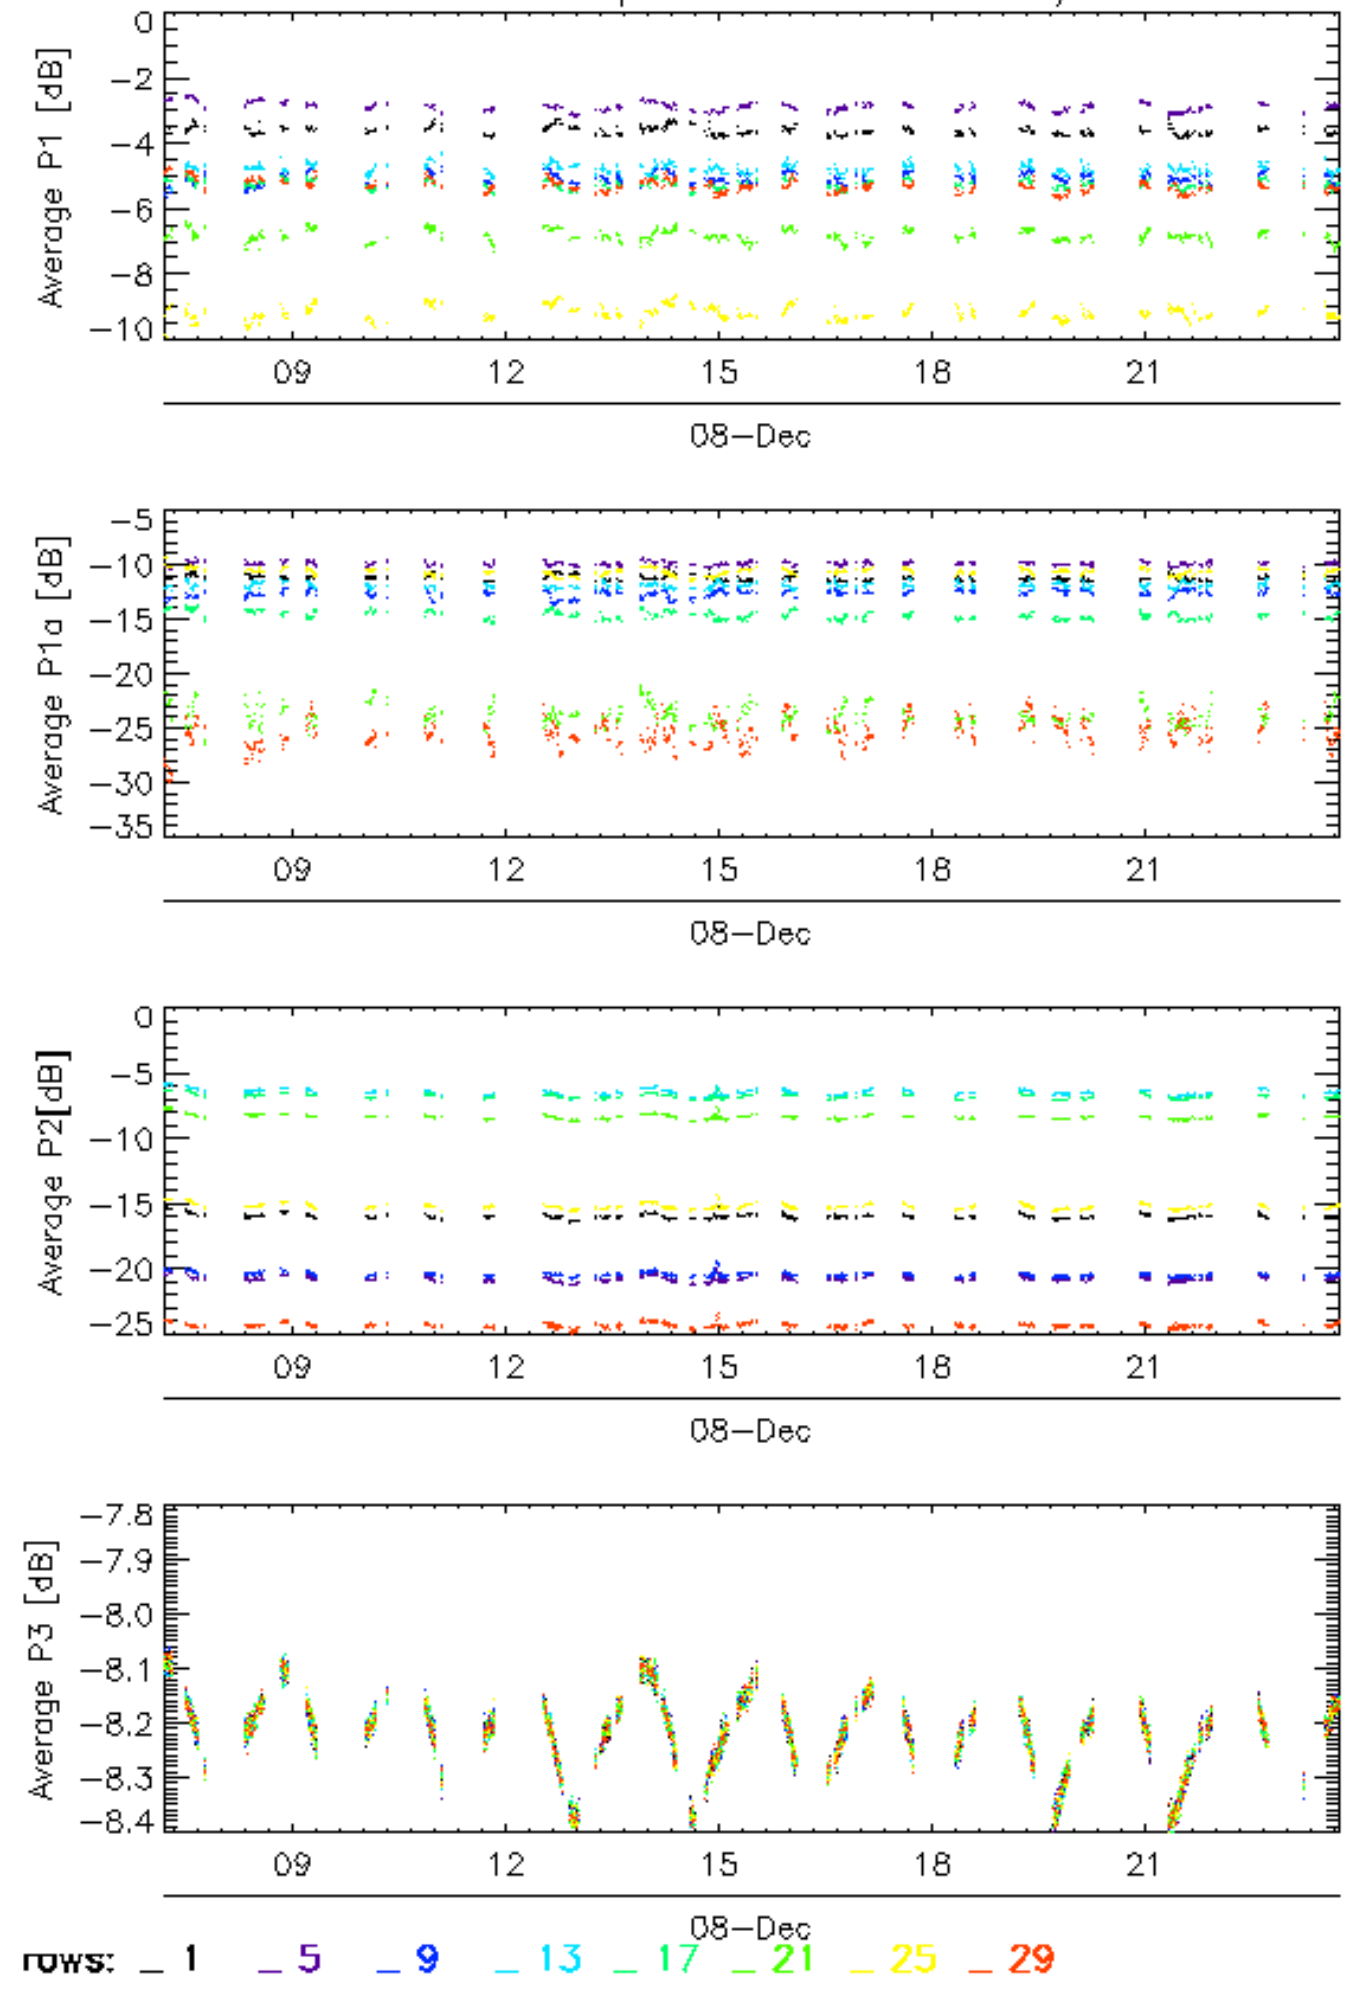 0
Average P1 [dB]
−2
−4
−6
−8
−10
09 12 15 18 21
08−Dec
−5
Average P1a [dB]
−10
−15
−20
−25
−30
−35
09 12 15 18 21
08−Dec
0
Average P2[dB]
−5
−10
−15
−20
−25
09 12 15 18 21
08−Dec
−7.8
Average P3 [dB]
−7.9
−8.0
−8.1
−8.2
−8.3
−8.4
09 12 15 18 21
08−Dec
rows: _ 1 _ 5 _ 9 _ 13 _ 17 _ 21 _ 25 _ 29